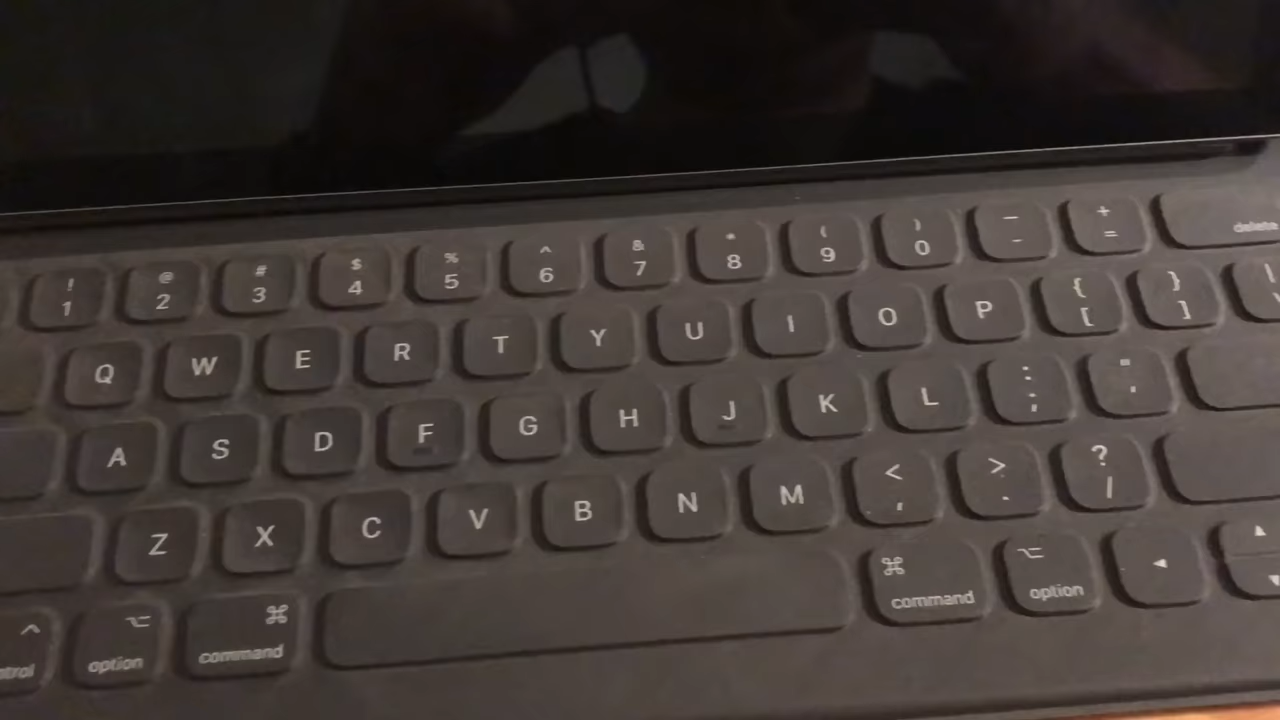 ! @ # $ % ^ & * ( ) — +
1 2 3 4 5 6 7 8 9 0 - = delete
Q W E R T Y U I O P { [ } ] |
A S D F G H J K L : ; " '
Z X C V B N M < , > . ? /
^ ⌥ ⌘ ⌘ ⌥ ◂ ▴ ▾
option command command option